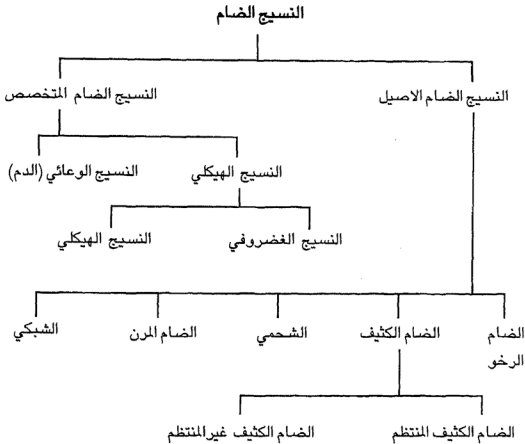 النسيج الضام
النسيج الضام الاصيل
النسيج الضام المتخصص
النسيج الهيكلي
النسيج الوعائي (الدم)
النسيج الغضروفي
النسيج الهيكلي
الضام
الرخو
الضام الكثيف
الشحمي
الضام المرن
الشبكي
الضام الكثيف المنتظم
الضام الكثيف غير المنتظم